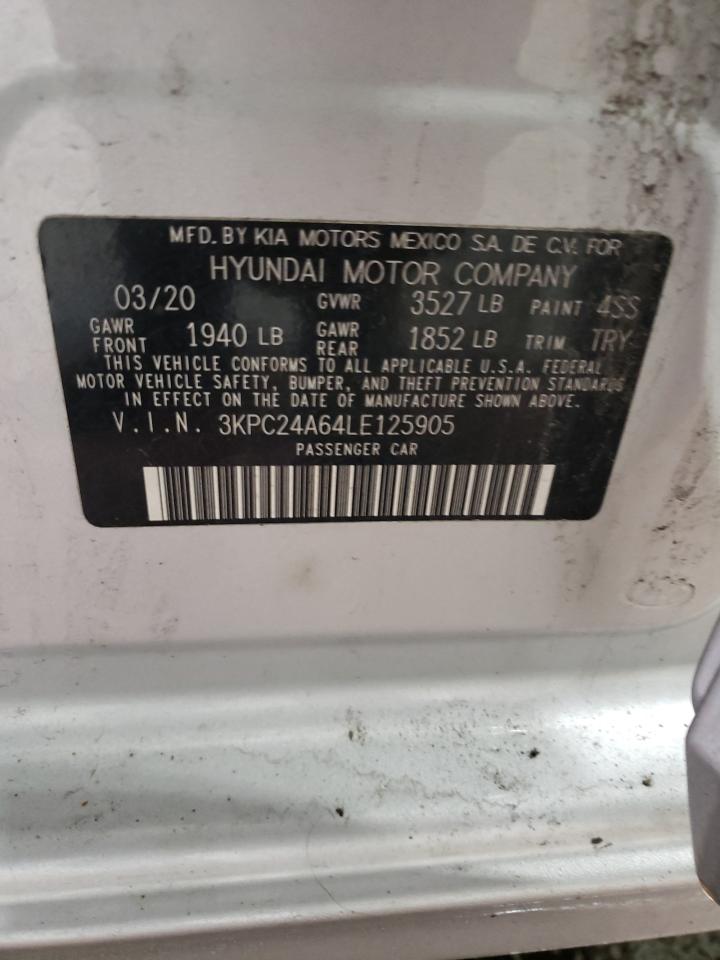 MFD. BY KIA MOTORS MEXICO S.A. DE C.V. FOR
HYUNDAI MOTOR COMPANY
03/20 GVWR 3527 LB PAINT 4SS
GAWR FRONT 1940 LB GAWR REAR 1852 LB TRIM TRY
THIS VEHICLE CONFORMS TO ALL APPLICABLE U.S.A. FEDERAL
MOTOR VEHICLE SAFETY, BUMPER, AND THEFT PREVENTION STANDARDS
IN EFFECT ON THE DATE OF MANUFACTURE SHOWN ABOVE.
V.I.N. 3KPC24A64LE125905
PASSENGER CAR